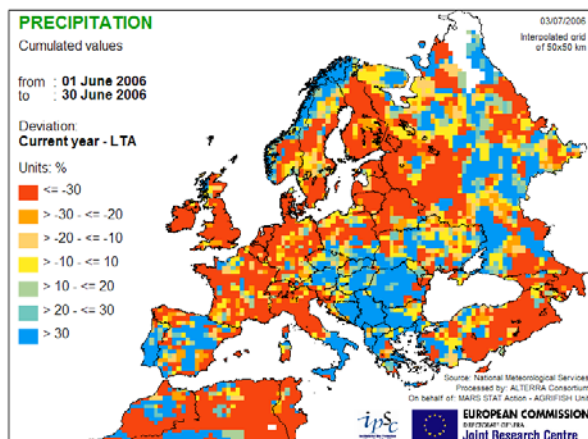 PRECIPITATION
Cumulated values
from : 01 June 2006
to : 30 June 2006
Deviation:
Current year - LTA
Units: %
<= -30
> -30 - <= -20
> -20 - <= -10
> -10 - <= 10
> 10 - <= 20
> 20 - <= 30
> 30
03/07/2006
Interpolated grid
of 50x50 km
Source: National Meteorological Services
Processed by: ALTERRA Consortium
On behalf of: MARS STAT Action - AGRIFISH Unit
ipsc
EUROPEAN COMMISSION
Joint Research Centre